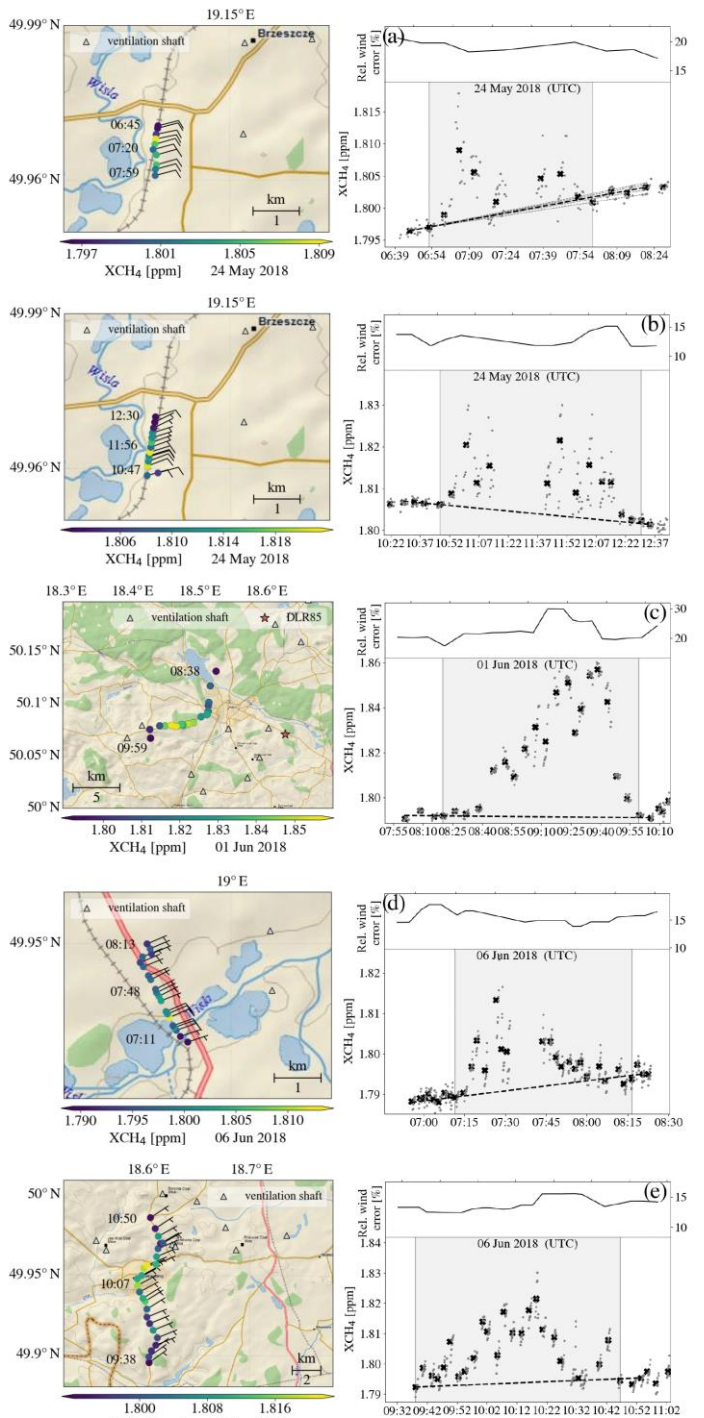 19.15° E
49.99° N
△ ventilation shaft
Brzeszcze
Wisla
06:45
07:20
07:59
49.96° N
km
1
1.797 1.801 1.805 1.809
XCH₄ [ppm] 24 May 2018
(a)
Rel. wind
error [%]
20
15
24 May 2018 (UTC)
XCH₄ [ppm]
1.815
1.810
1.805
1.800
1.795
06:39 06:54 07:09 07:24 07:39 07:54 08:09 08:24
19.15° E
49.99° N
△ ventilation shaft
Brzeszcze
Wisla
12:30
11:56
10:47
49.96° N
km
1
1.806 1.810 1.814 1.818
XCH₄ [ppm] 24 May 2018
(b)
Rel. wind
error [%]
15
10
24 May 2018 (UTC)
XCH₄ [ppm]
1.83
1.82
1.81
1.80
10:22 10:37 10:52 11:07 11:22 11:37 11:52 12:07 12:22 12:37
18.3° E 18.4° E 18.5° E 18.6° E
△ ventilation shaft ★ DLR85
50.15° N
50.1° N
50.05° N
50° N
08:38
09:59
km
5
1.80 1.81 1.82 1.83 1.84 1.85
XCH₄ [ppm] 01 Jun 2018
(c)
Rel. wind
error [%]
30
20
01 Jun 2018 (UTC)
XCH₄ [ppm]
1.86
1.84
1.82
1.80
07:55 08:10 08:25 08:40 08:55 09:10 09:25 09:40 09:55 10:10
19° E
△ ventilation shaft
49.95° N
08:13
07:48
07:11
Wisla
km
1
1.790 1.795 1.800 1.805 1.810
XCH₄ [ppm] 06 Jun 2018
(d)
Rel. wind
error [%]
15
10
06 Jun 2018 (UTC)
XCH₄ [ppm]
1.82
1.81
1.80
1.79
07:00 07:15 07:30 07:45 08:00 08:15 08:30
18.6° E 18.7° E
50° N
△ ventilation shaft
10:50
49.95° N
10:07
49.9° N
09:38
km
2
1.800 1.808 1.816
(e)
Rel. wind
error [%]
15
10
06 Jun 2018 (UTC)
XCH₄ [ppm]
1.84
1.83
1.82
1.81
1.80
1.79
09:32 09:42 09:52 10:02 10:12 10:22 10:32 10:42 10:52 11:02